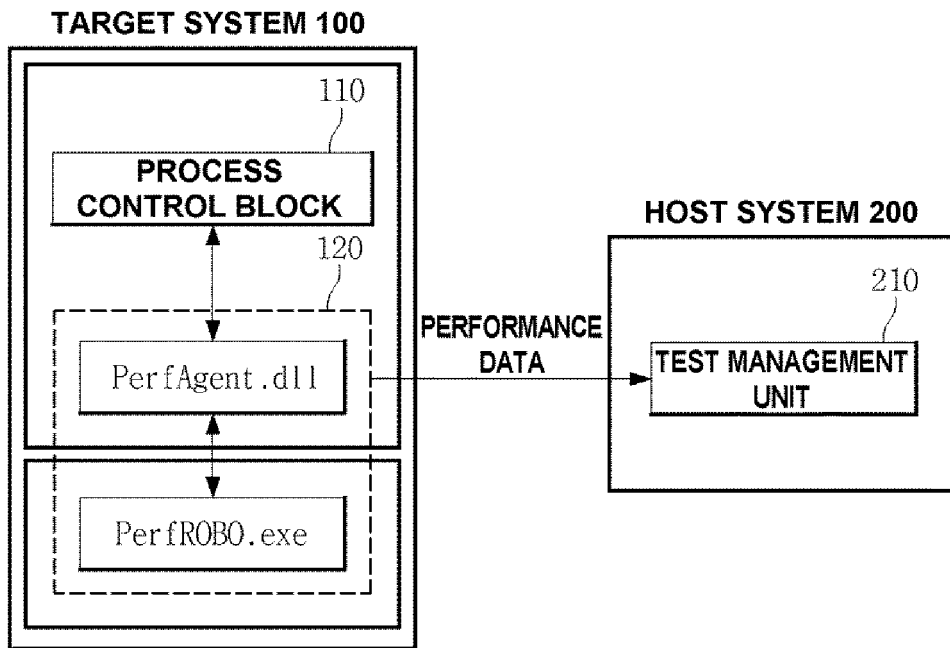 TARGET SYSTEM 100
110
PROCESS
CONTROL BLOCK
120
PerfAgent.dll
PerfROBO.exe
PERFORMANCE
DATA
HOST SYSTEM 200
210
TEST MANAGEMENT
UNIT